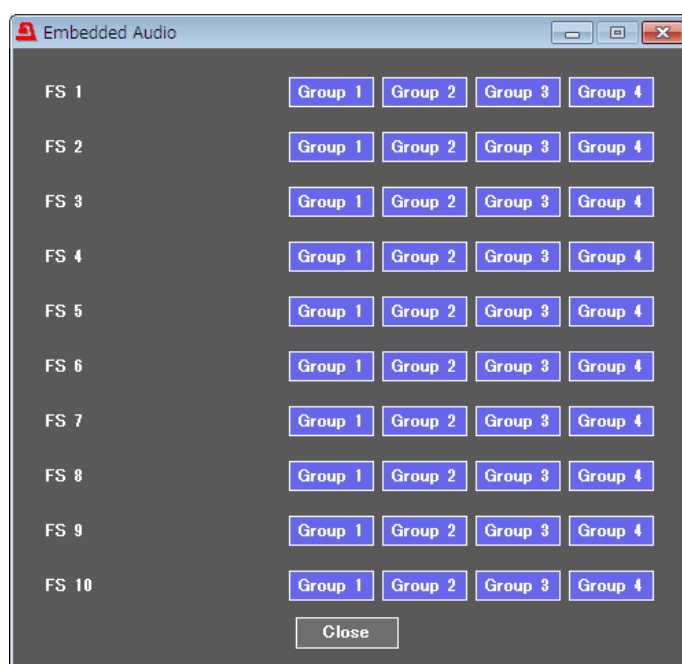 Embedded Audio
FS 1 Group 1 Group 2 Group 3 Group 4
FS 2 Group 1 Group 2 Group 3 Group 4
FS 3 Group 1 Group 2 Group 3 Group 4
FS 4 Group 1 Group 2 Group 3 Group 4
FS 5 Group 1 Group 2 Group 3 Group 4
FS 6 Group 1 Group 2 Group 3 Group 4
FS 7 Group 1 Group 2 Group 3 Group 4
FS 8 Group 1 Group 2 Group 3 Group 4
FS 9 Group 1 Group 2 Group 3 Group 4
FS 10 Group 1 Group 2 Group 3 Group 4
Close